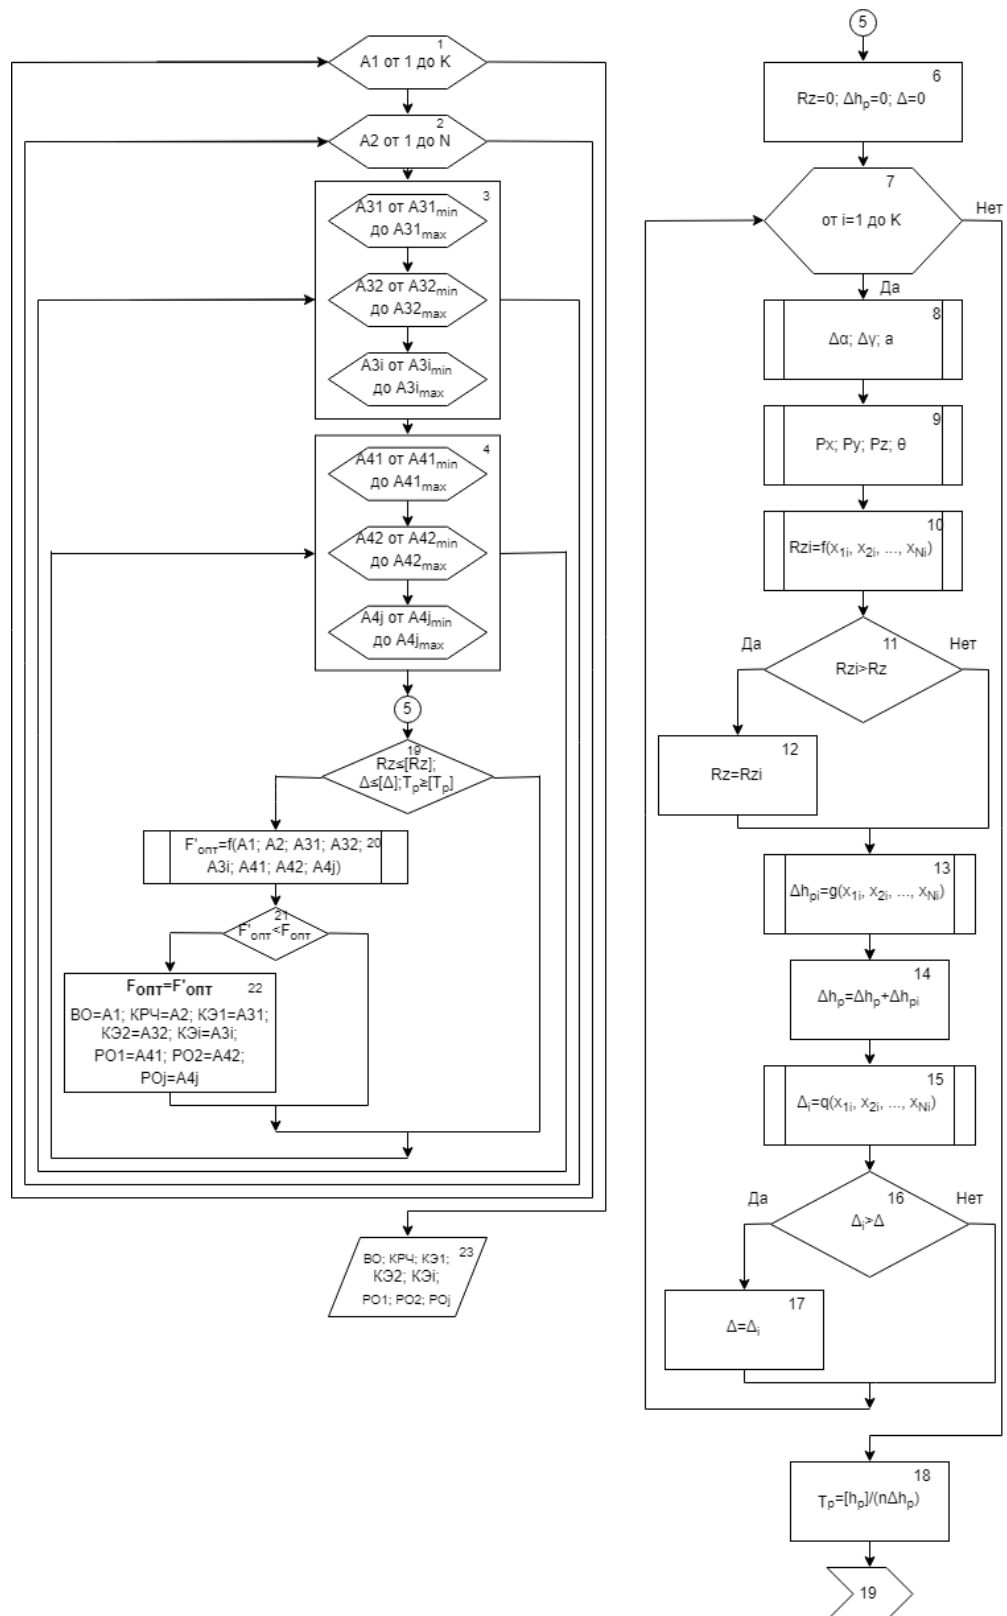 1
A1 от 1 до K
2
A2 от 1 до N
3
A31 от A31min
до A31max
A32 от A32min
до A32max
A3i от A3imin
до A3imax
4
A41 от A41min
до A41max
A42 от A42min
до A42max
A4j от A4jmin
до A4jmax
5
19
Rz≤[Rz];
Δ≤[Δ];Tp≥[Tp]
F'опт=f(A1; A2; A31; A32; 20
A3i; A41; A42; A4j)
21
F'опт<Fопт
Fопт=F'опт 22
ВО=A1; КРЧ=A2; КЭ1=A31;
КЭ2=A32; КЭi=A3i;
РО1=A41; РО2=A42;
РОj=A4j
23
ВО; КРЧ; КЭ1;
КЭ2; КЭi;
РО1; РО2; РОj
5
6
Rz=0; Δhp=0; Δ=0
7
от i=1 до K
Нет
Да
8
Δα; Δγ; a
9
Px; Py; Pz; θ
10
Rzi=f(x1i, x2i, ..., xNi)
Да
11
Нет
Rzi>Rz
12
Rz=Rzi
13
Δhpi=g(x1i, x2i, ..., xNi)
14
Δhp=Δhp+Δhpi
15
Δi=q(x1i, x2i, ..., xNi)
Да
16
Нет
Δi>Δ
17
Δ=Δi
18
Tp=[hp]/(nΔhp)
19